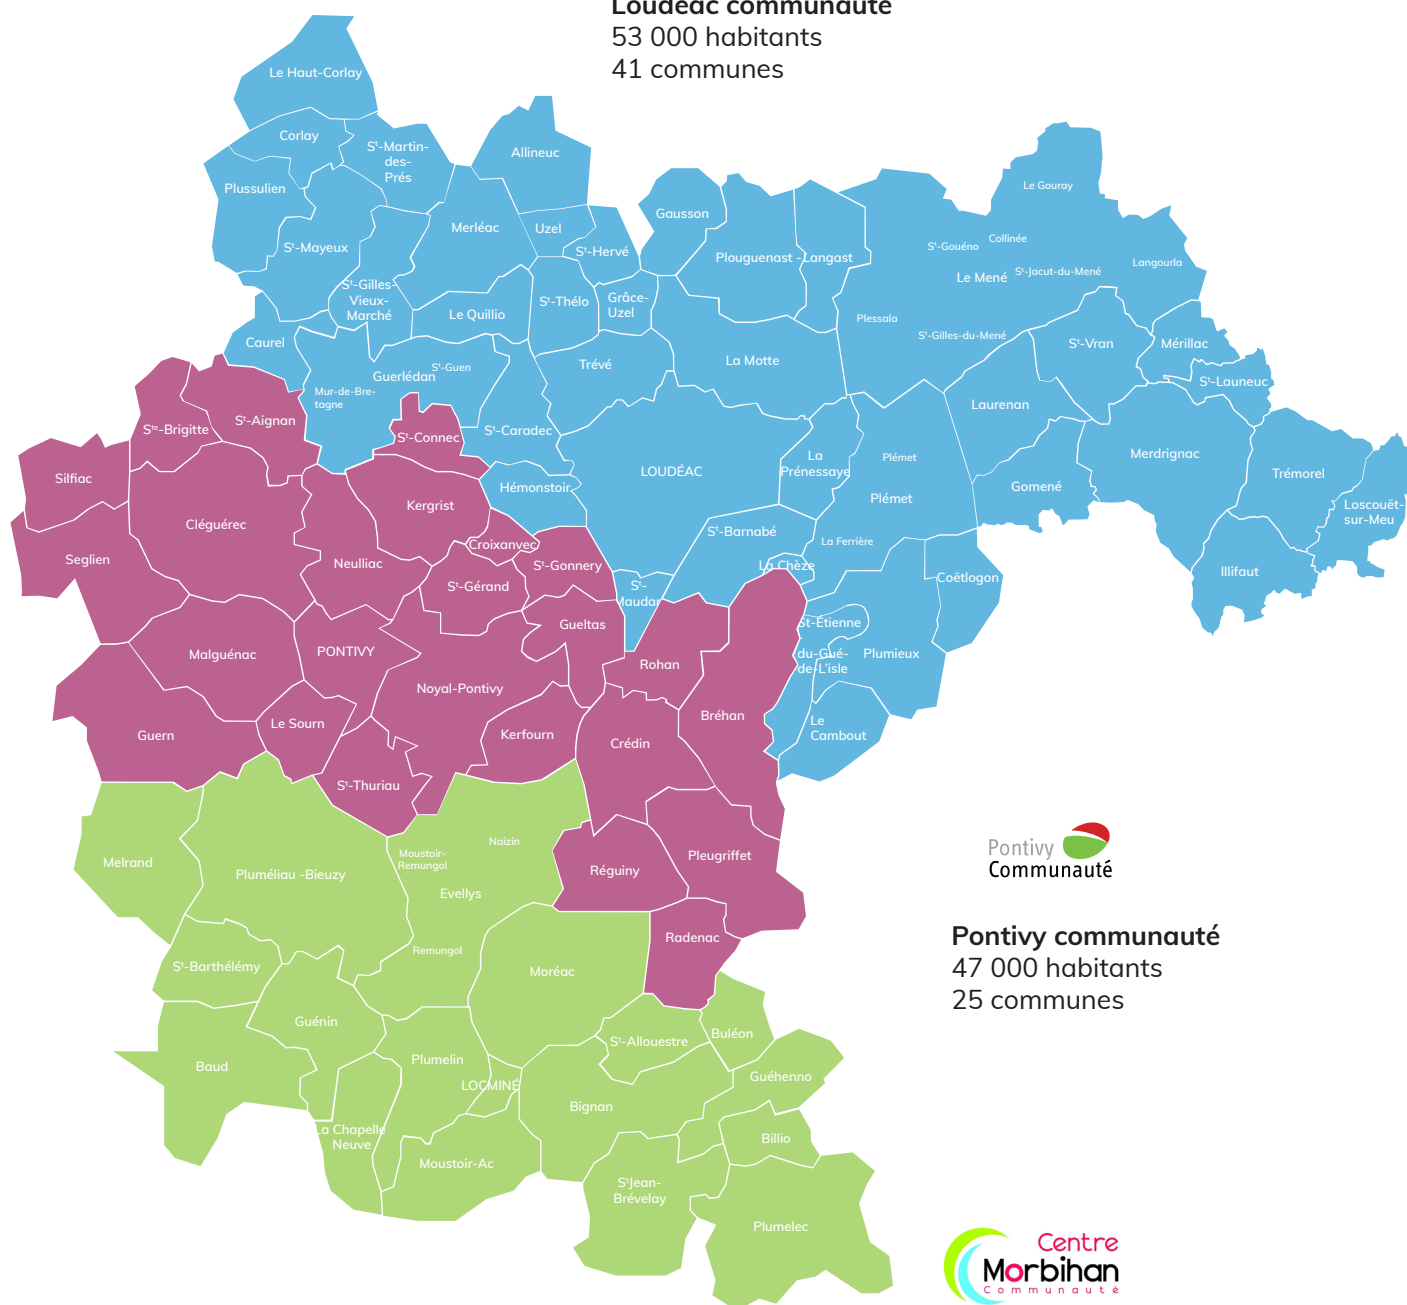 Loudéac communauté
53 000 habitants
41 communes
Le Haut-Corlay
Corlay
Sᵗ-Martin-
des-
Prés
Allineuc
Plussulien
Sᵗ-Mayeux
Merléac
Uzel
Sᵗ-Hervé
Gausson
Plouguenast -Langast
Le Gouray
Sᵗ-Gouéno
Collinée
Le Mené
Sᵗ-Jacut-du-Mené
Langourla
Sᵗ-Gilles-
Vieux-
Marché
Le Quillio
Sᵗ-Thélo
Grâce-
Uzel
Plessala
Sᵗ-Gilles-du-Mené
Sᵗ-Vran
Mérillac
Sᵗ-Launeuc
Caurel
Guerlédan
Sᵗ-Guen
Mur-de-Bre-
tagne
Trévé
La Motte
Laurenan
Sᵗᵉ-Brigitte
Sᵗ-Aignan
Sᵗ-Connec
Sᵗ-Caradec
LOUDÉAC
La
Prénessaye
Plémet
Plémet
Gomené
Merdrignac
Trémorel
Loscouët-
sur-Meu
Silfiac
Cléguérec
Kergrist
Hémonstoir
Sᵗ-Barnabé
La Ferrière
La Chèze
Illifaut
Seglien
Neulliac
Croixanvec
Sᵗ-Gérand
Sᵗ-Gonnery
Sᵗ-
Maudan
Coëtlogon
Malguénac
PONTIVY
Gueltas
Rohan
St-Etienne
du-Gué-
de-L'isle
Plumieux
Noyal-Pontivy
Guern
Le Sourn
Kerfourn
Crédin
Bréhan
Le
Cambout
Sᵗ-Thuriau
Melrand
Pluméliau -Bieuzy
Naizin
Moustoir-
Remungol
Evellys
Réguiny
Pleugriffet
Pontivy
Communauté
Remungol
Radenac
Pontivy communauté
47 000 habitants
25 communes
Sᵗ-Barthélémy
Moréac
Guénin
Sᵗ-Allouestre
Buléon
Baud
Plumelin
LOCMINÉ
Guéhenno
Bignan
La Chapelle
Neuve
Moustoir-Ac
Billio
SᵗJean-
Brévelay
Plumelec
Centre
Morbihan
Communauté